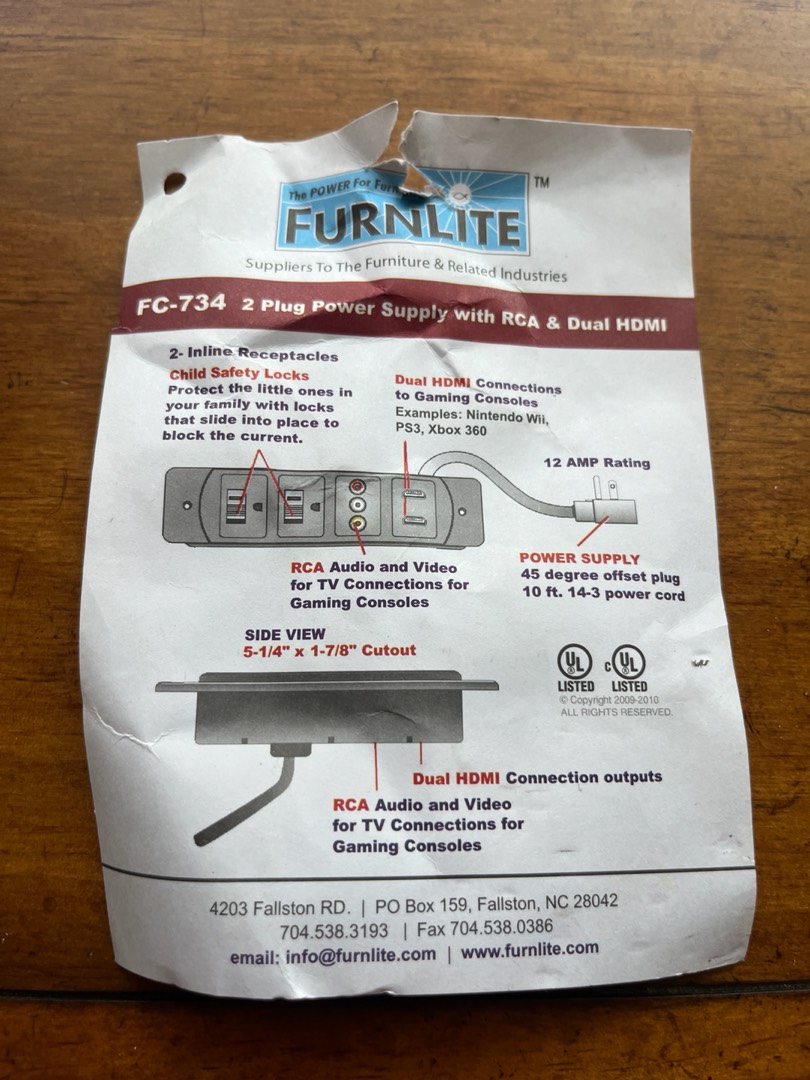 The POWER For Furn
FURNLITE
TM
Suppliers To The Furniture & Related Industries
FC-734 2 Plug Power Supply with RCA & Dual HDMI
2- Inline Receptacles
Child Safety Locks
Protect the little ones in
your family with locks
that slide into place to
block the current.
Dual HDMI Connections
to Gaming Consoles
Examples: Nintendo Wii,
PS3, Xbox 360
12 AMP Rating
RCA Audio and Video
for TV Connections for
Gaming Consoles
POWER SUPPLY
45 degree offset plug
10 ft. 14-3 power cord
SIDE VIEW
5-1/4" x 1-7/8" Cutout
UL
LISTED
C UL
LISTED
© Copyright 2009-2010
ALL RIGHTS RESERVED.
Dual HDMI Connection outputs
RCA Audio and Video
for TV Connections for
Gaming Consoles
4203 Fallston RD. | PO Box 159, Fallston, NC 28042
704.538.3193 | Fax 704.538.0386
email: info@furnlite.com | www.furnlite.com